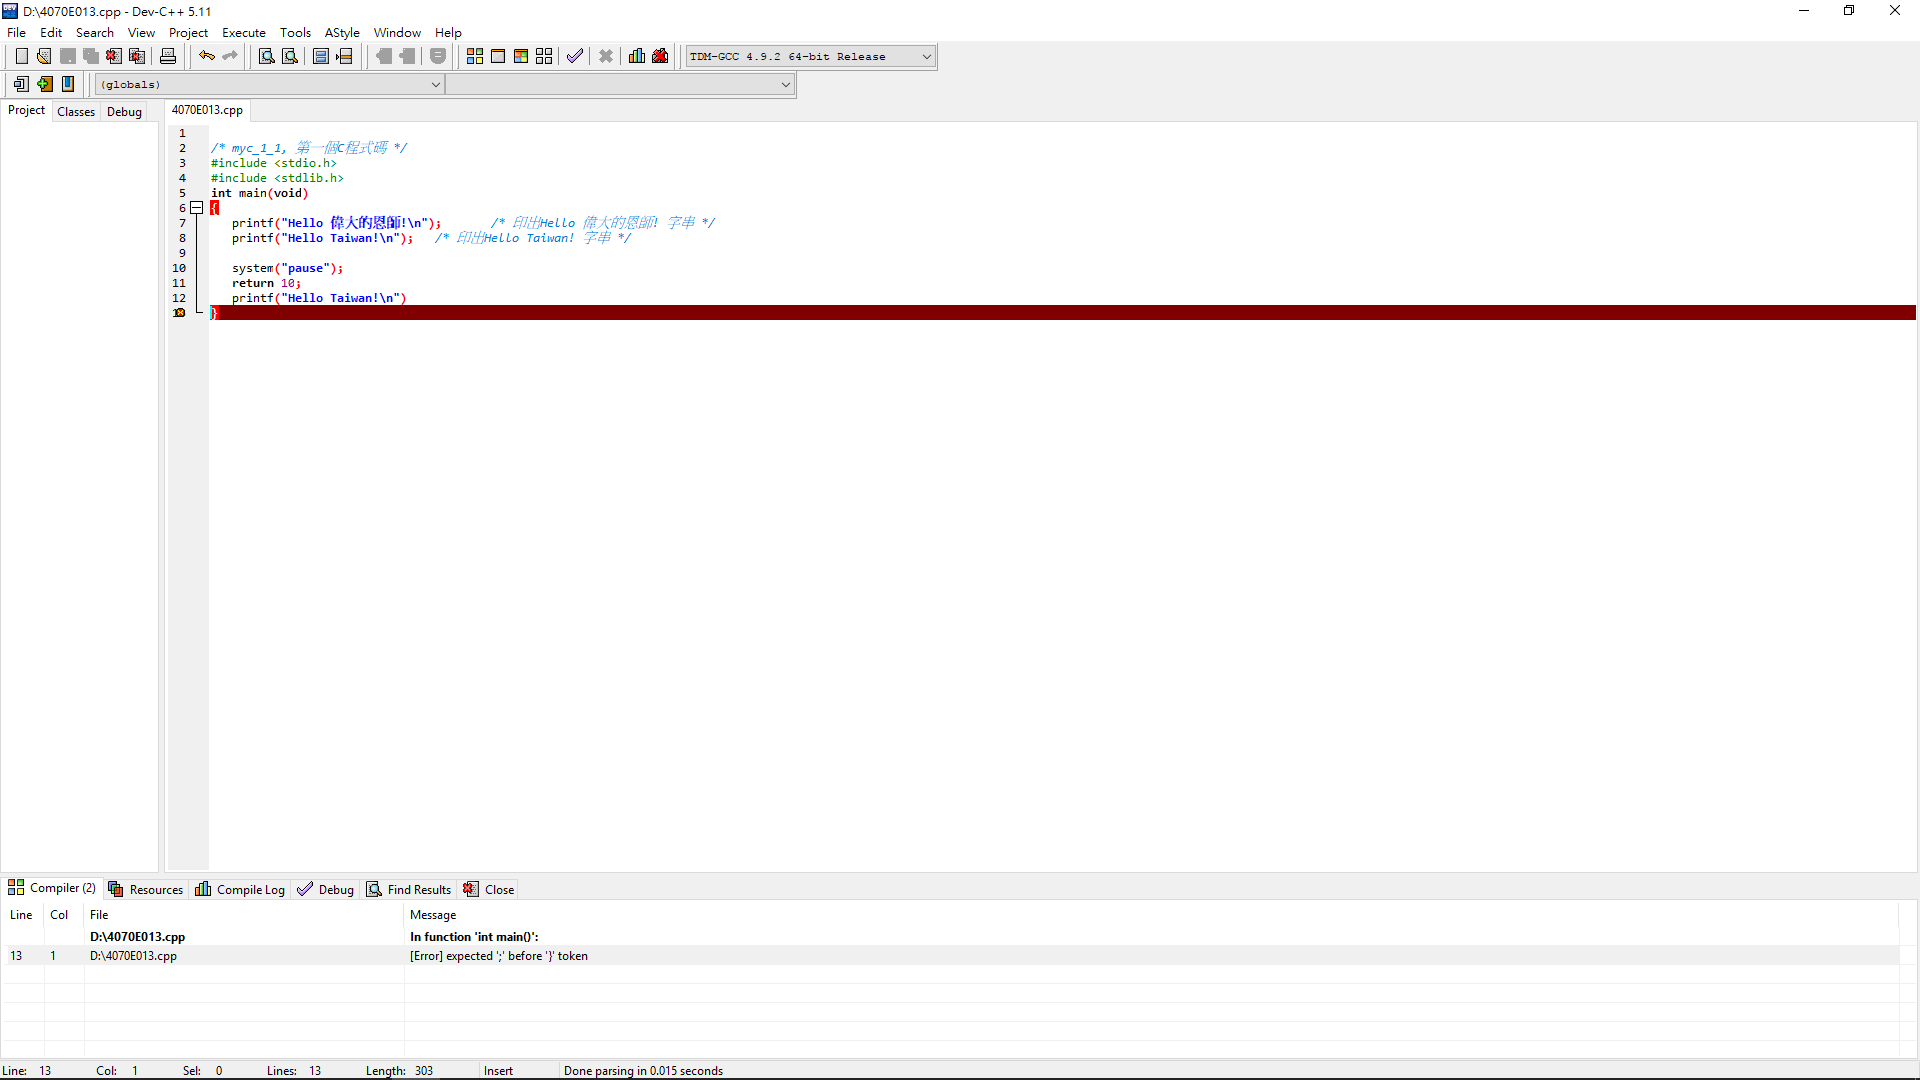 D:\4070E013.cpp - Dev-C++ 5.11
File Edit Search View Project Execute Tools AStyle Window Help
TDM-GCC 4.9.2 64-bit Release
(globals)
Project Classes Debug 4070E013.cpp
1
2 /* myc_1_1, 第一個C程式碼 */
3 #include <stdio.h>
4 #include <stdlib.h>
5 int main(void)
6 {
7 printf("Hello 偉大的恩師!\n"); /* 印出Hello 偉大的恩師! 字串 */
8 printf("Hello Taiwan!\n"); /* 印出Hello Taiwan! 字串 */
9
10 system("pause");
11 return 10;
12 printf("Hello Taiwan!\n")
}
Compiler (2) Resources Compile Log Debug Find Results Close
Line Col File Message
D:\4070E013.cpp In function 'int main()':
13 1 D:\4070E013.cpp [Error] expected ';' before '}' token
Line: 13 Col: 1 Sel: 0 Lines: 13 Length: 303 Insert Done parsing in 0.015 seconds